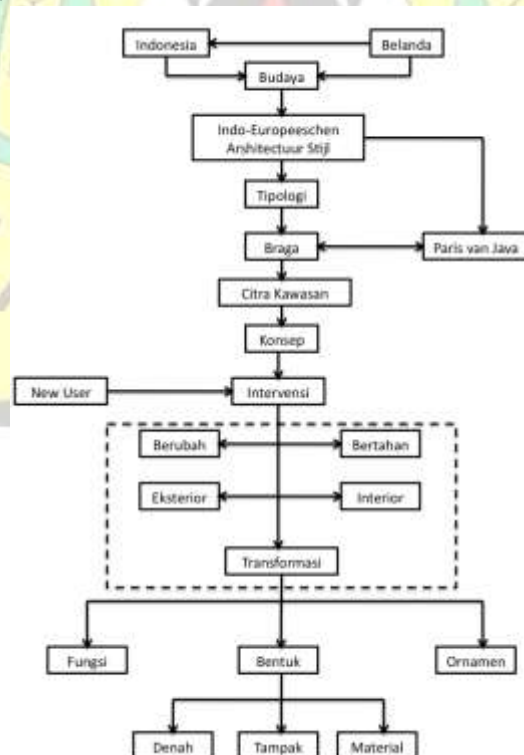 Indonesia
Belanda
Budaya
Indo-Europeeschen
Arshitectuur Stijl
Tipologi
Braga
Paris van Java
Citra Kawasan
Konsep
New User
Intervensi
Berubah
Bertahan
Eksterior
Interior
Transformasi
Fungsi
Bentuk
Ornamen
Denah
Tampak
Material